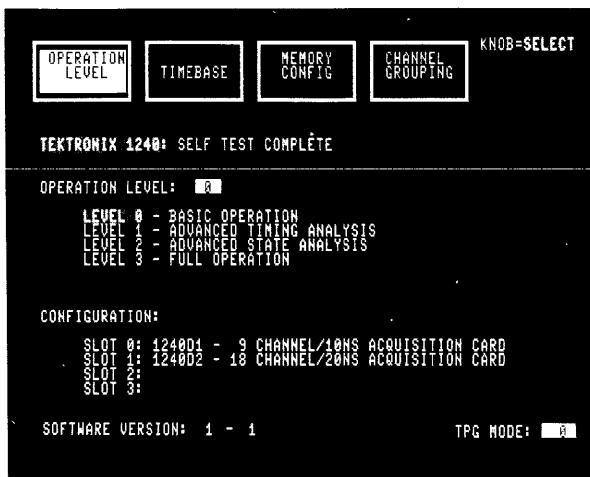 KNOB=SELECT
OPERATION LEVEL
TIMEBASE
MEMORY CONFIG
CHANNEL GROUPING
TEKTRONIX 1240: SELF TEST COMPLETE
OPERATION LEVEL: 0
LEVEL 0 - BASIC OPERATION
LEVEL 1 - ADVANCED TIMING ANALYSIS
LEVEL 2 - ADVANCED STATE ANALYSIS
LEVEL 3 - FULL OPERATION
CONFIGURATION:
SLOT 0: 1240D1 - 9 CHANNEL/10NS ACQUISITION CARD
SLOT 1: 1240D2 - 18 CHANNEL/20NS ACQUISITION CARD
SLOT 2:
SLOT 3:
SOFTWARE VERSION: 1 - 1
TPG MODE: 0